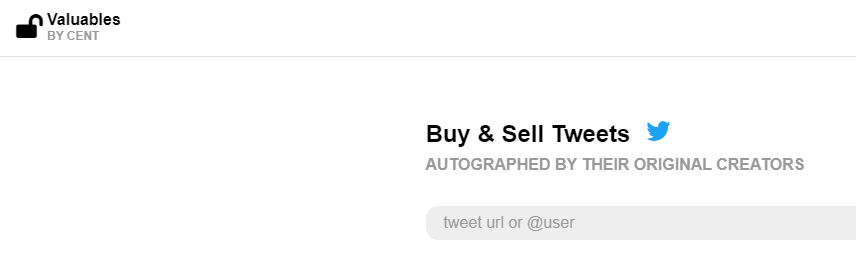 Valuables
BY CENT
Buy & Sell Tweets
AUTOGRAPHED BY THEIR ORIGINAL CREATORS
tweet url or @user